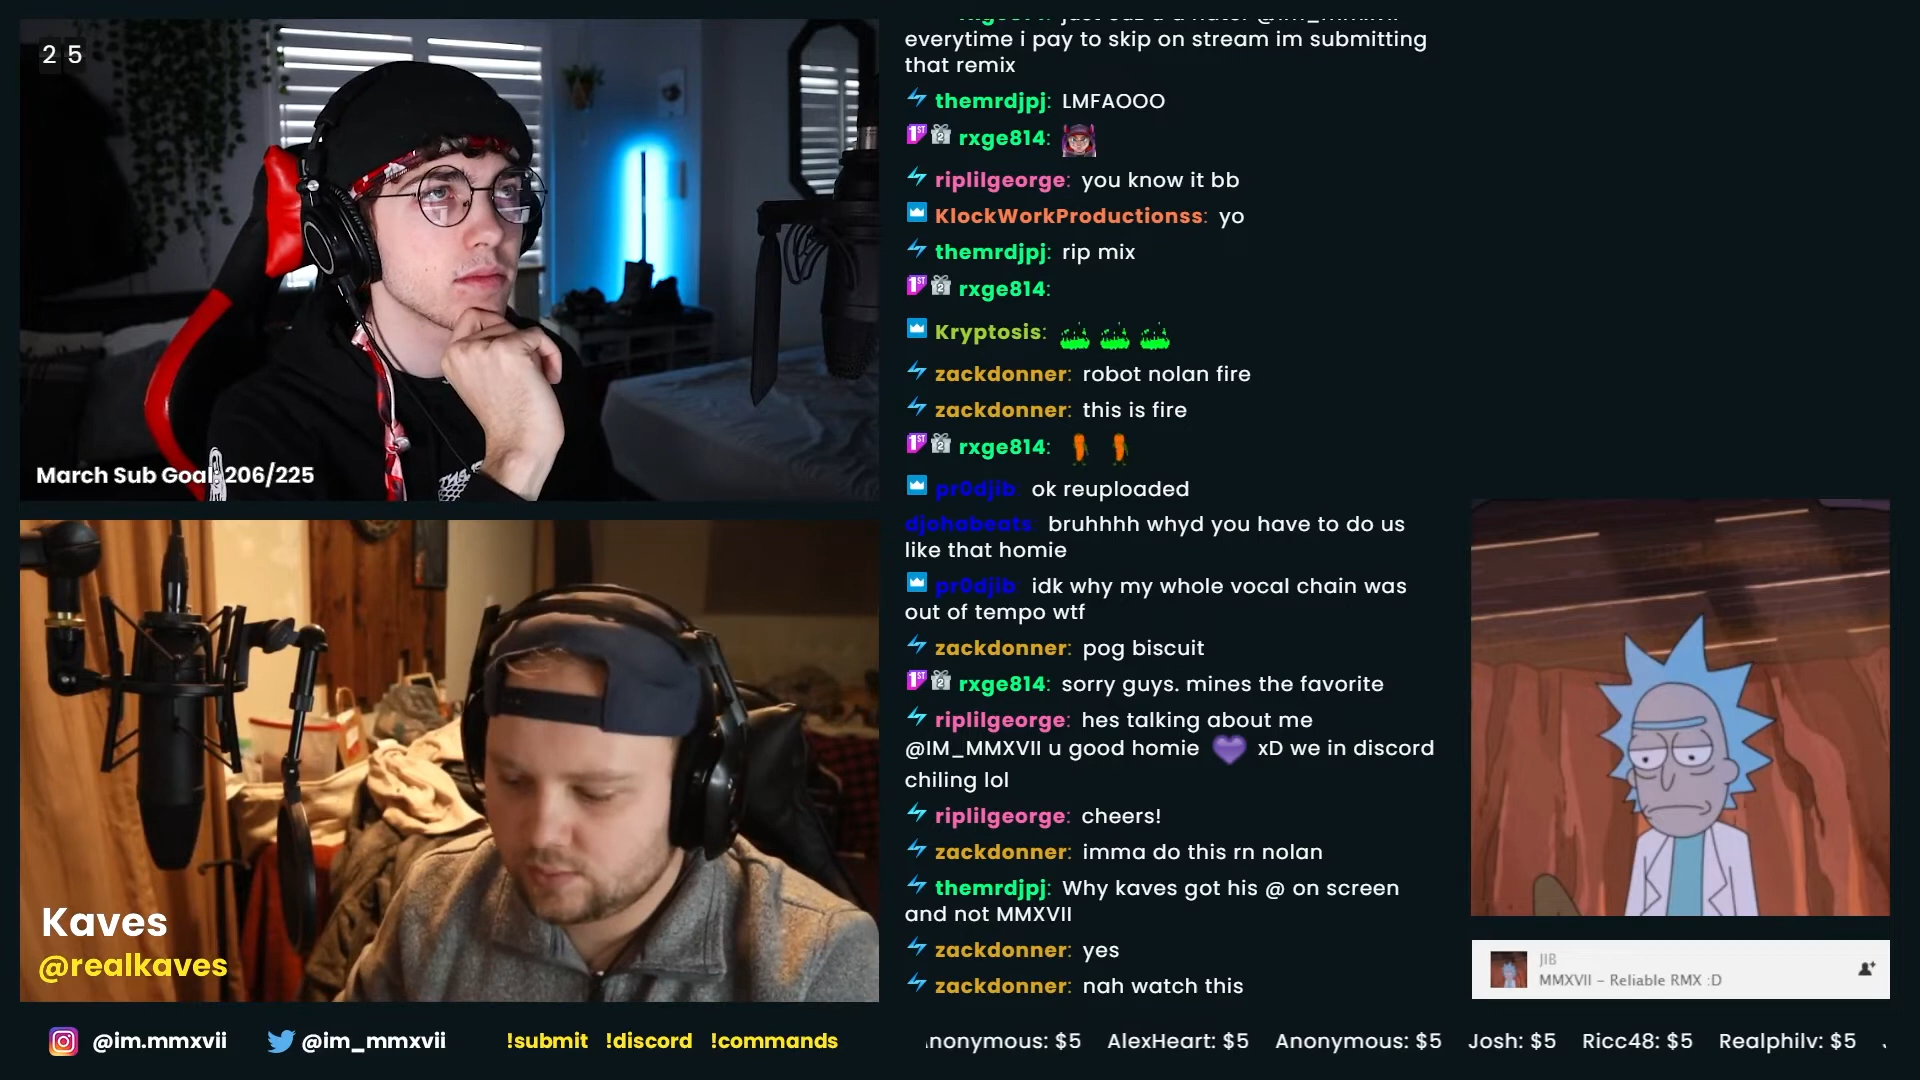 25
March Sub Goal: 206/225
Kaves
@realkaves
everytime i pay to skip on stream im submitting
that remix
themrdjpj: LMFAOOO
rxge814:
riplilgeorge: you know it bb
KlockWorkProductionss: yo
themrdjpj: rip mix
rxge814:
Kryptosis:
zackdonner: robot nolan fire
zackdonner: this is fire
rxge814:
pr0djib: ok reuploaded
djohabeats: bruhhhh whyd you have to do us
like that homie
pr0djib: idk why my whole vocal chain was
out of tempo wtf
zackdonner: pog biscuit
rxge814: sorry guys. mines the favorite
riplilgeorge: hes talking about me
@IM_MMXVII u good homie xD we in discord
chiling lol
riplilgeorge: cheers!
zackdonner: imma do this rn nolan
themrdjpj: Why kaves got his @ on screen
and not MMXVII
zackdonner: yes
zackdonner: nah watch this
JIB
MMXVII - Reliable RMX :D
@im.mmxvii @im_mmxvii !submit !discord !commands
nonymous: $5 AlexHeart: $5 Anonymous: $5 Josh: $5 Ricc48: $5 Realphilv: $5